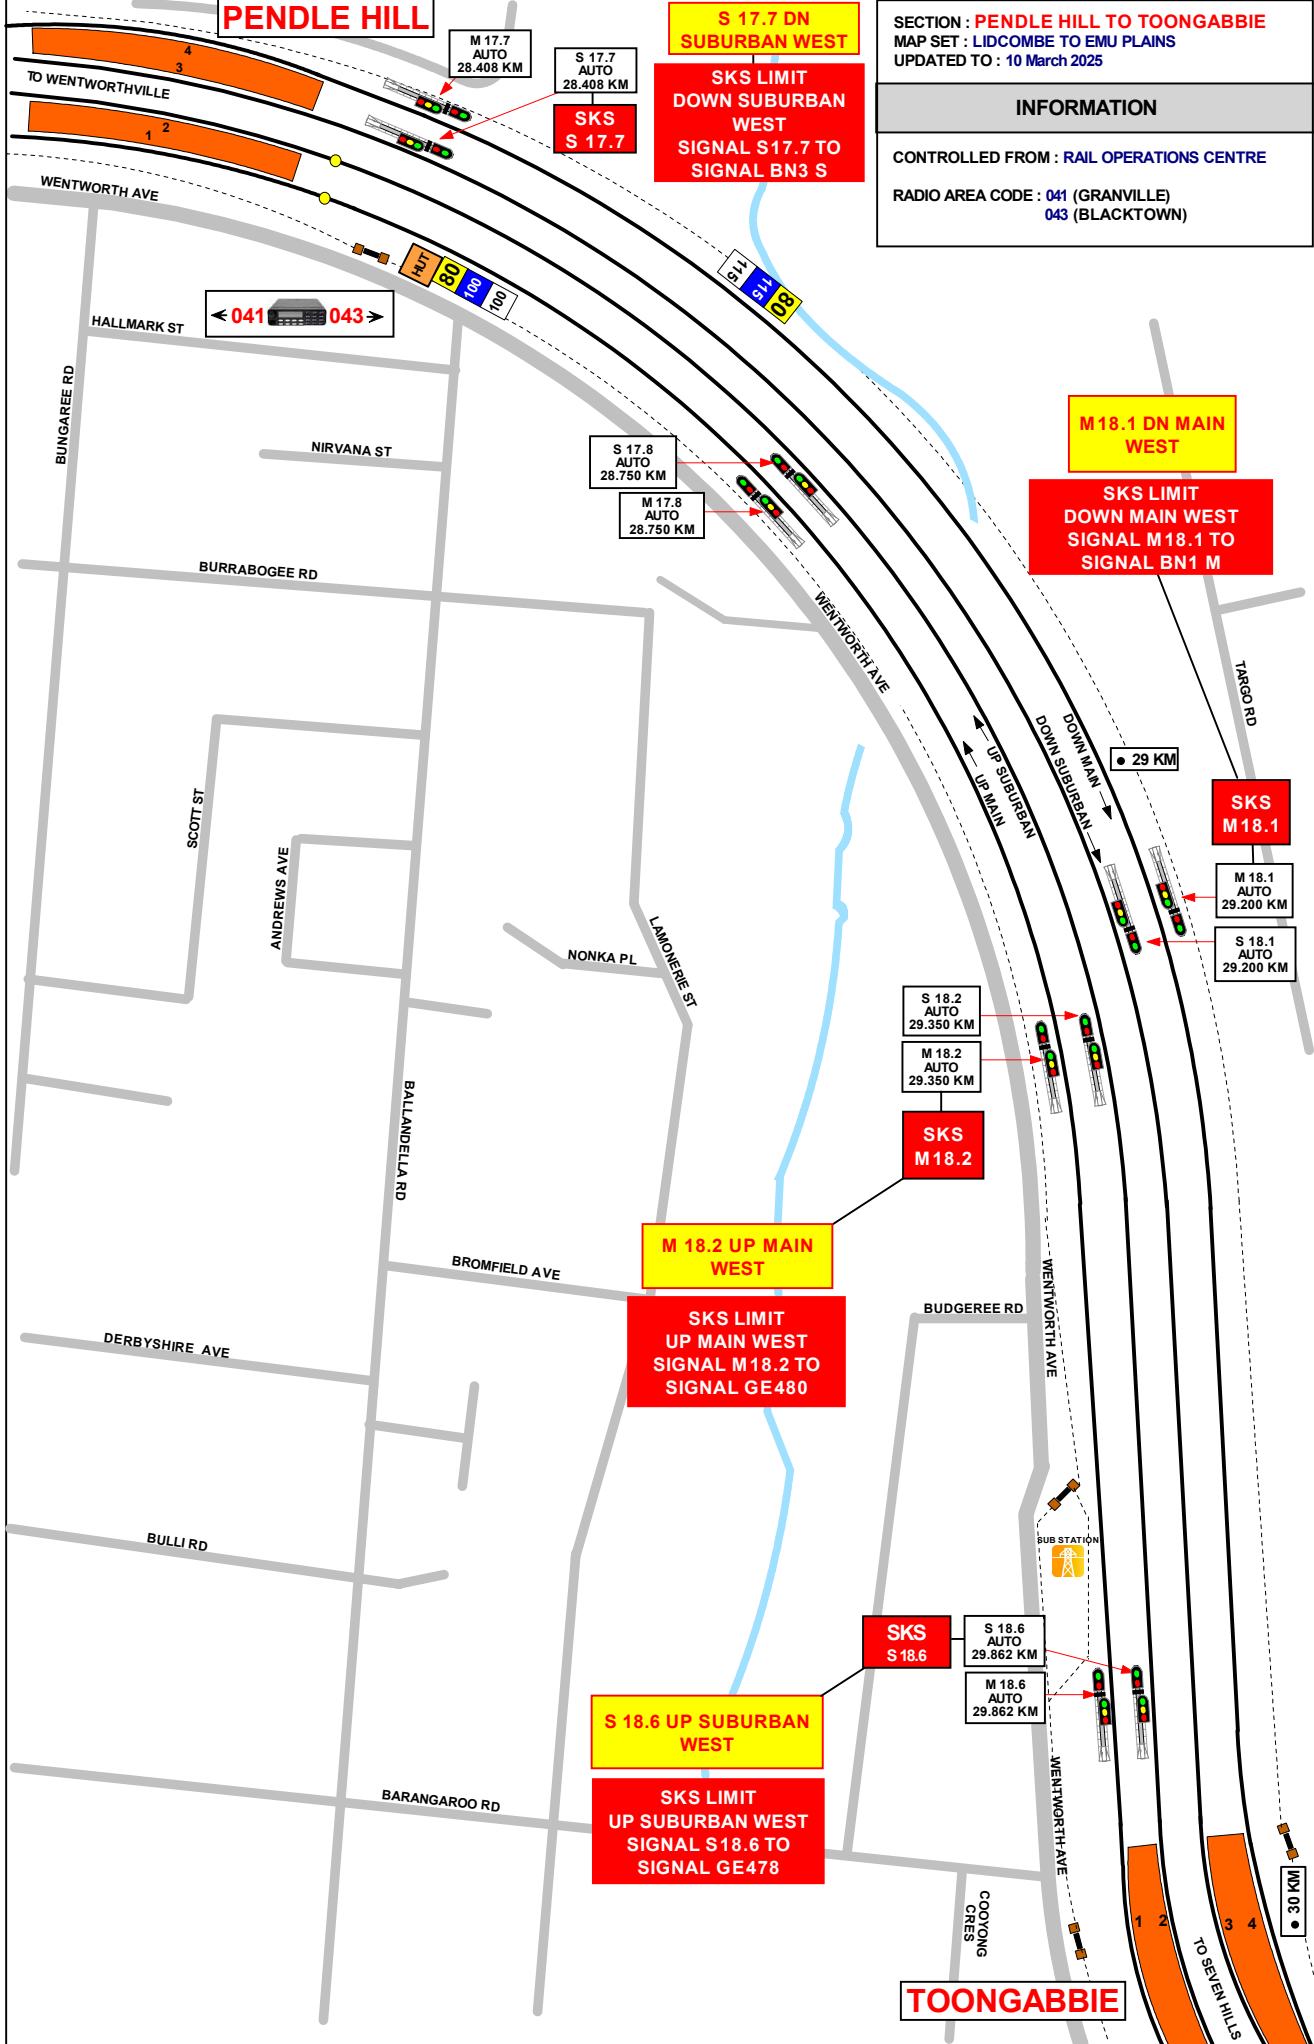 PENDLE HILL
S 17.7 DN
SUBURBAN WEST
SKS LIMIT
DOWN SUBURBAN
WEST
SIGNAL S17.7 TO
SIGNAL BN3 S
SECTION : PENDLE HILL TO TOONGABBIE
MAP SET : LIDCOMBE TO EMU PLAINS
UPDATED TO : 10 March 2025
INFORMATION
CONTROLLED FROM : RAIL OPERATIONS CENTRE
RADIO AREA CODE : 041 (GRANVILLE)
043 (BLACKTOWN)
M 17.7
AUTO
28.408 KM
S 17.7
AUTO
28.408 KM
SKS
S 17.7
4
3
TO WENTWORTHVILLE
2
1
WENTWORTH AVE
HUT
80
100
100
115
115
80
041 043
HALLMARK ST
BUNGAREE RD
NIRVANA ST
S 17.8
AUTO
28.750 KM
M 17.8
AUTO
28.750 KM
M18.1 DN MAIN
WEST
SKS LIMIT
DOWN MAIN WEST
SIGNAL M18.1 TO
SIGNAL BN1 M
BURRABOGEE RD
WENTWORTH AVE
TARGO RD
DOWN MAIN
DOWN SUBURBAN
UP SUBURBAN
UP MAIN
29 KM
SKS
M18.1
M 18.1
AUTO
29.200 KM
S 18.1
AUTO
29.200 KM
SCOTT ST
ANDREWS AVE
LAMONERIE ST
NONKA PL
S 18.2
AUTO
29.350 KM
M 18.2
AUTO
29.350 KM
SKS
M18.2
BALLANDELLA RD
M 18.2 UP MAIN
WEST
SKS LIMIT
UP MAIN WEST
SIGNAL M18.2 TO
SIGNAL GE480
BROMFIELD AVE
BUDGEREE RD
WENTWORTH AVE
DERBYSHIRE AVE
BULLI RD
SUB STATION
SKS
S 18.6
S 18.6
AUTO
29.862 KM
M 18.6
AUTO
29.862 KM
S 18.6 UP SUBURBAN
WEST
SKS LIMIT
UP SUBURBAN WEST
SIGNAL S18.6 TO
SIGNAL GE478
BARANGAROO RD
WENTWORTH AVE
COOYONG
CRES
1 2
3 4
30 KM
TO SEVEN HILLS
TOONGABBIE